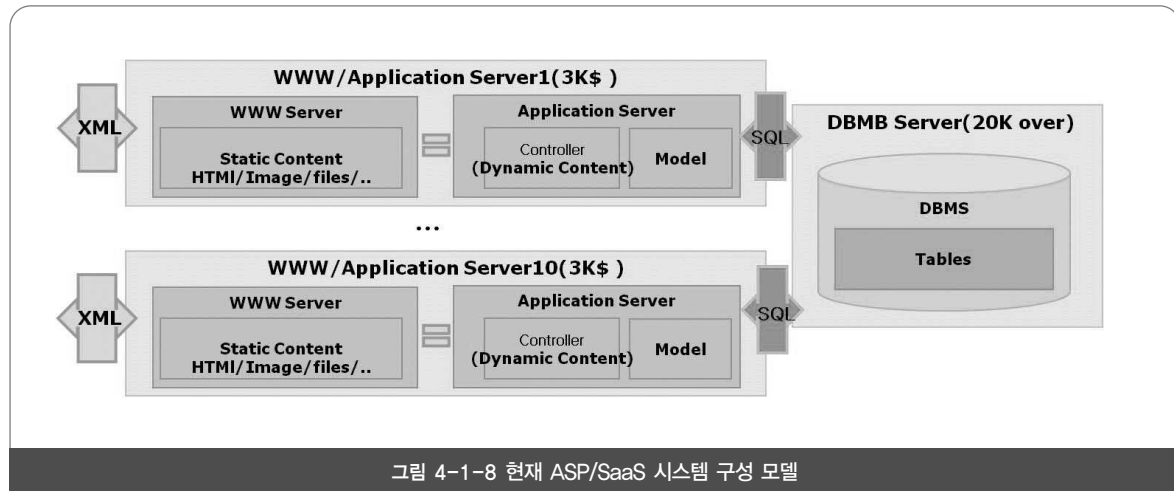 WWW/Application Server1(3K$ )
XML
WWW Server
Static Content
HTMl/Image/files/..
Application Server
Controller
(Dynamic Content)
Model
SQL
DBMB Server(20K over)
DBMS
Tables
...
WWW/Application Server10(3K$ )
XML
WWW Server
Static Content
HTMl/Image/files/..
Application Server
Controller
(Dynamic Content)
Model
SQL
그림 4-1-8 현재 ASP/SaaS 시스템 구성 모델